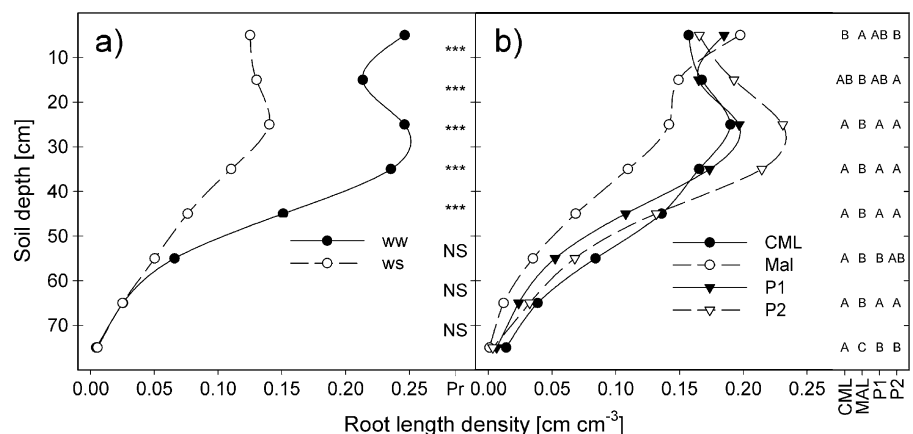 a)
b)
10
20
30
40
50
60
70
Soil depth [cm]
***
***
***
***
***
NS
NS
NS
ww
ws
0.00 0.05 0.10 0.15 0.20 0.25 Pr
B A AB B
AB B AB A
A B A A
A B A A
A B A A
A B B AB
A B A A
A C B B
CML
Mal
P1
P2
0.00 0.05 0.10 0.15 0.20 0.25
CML
MAL
P1
P2
Root length density [cm cm-3]